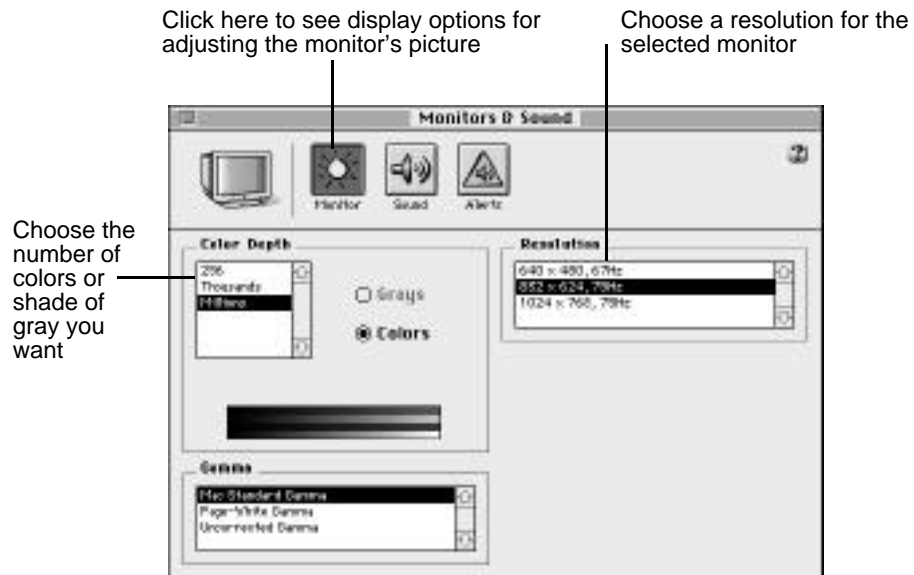 Click here to see display options for
adjusting the monitor's picture
Choose a resolution for the
selected monitor
Monitors & Sound
Monitor
Sound
Alerts
Choose the
number of
colors or
shade of
gray you
want
Color Depth
256
Thousands
Millions
Grays
Colors
Resolution
640 x 480, 67Hz
832 x 624, 75Hz
1024 x 768, 75Hz
Gamma
Mac Standard Gamma
Page-White Gamma
Uncorrected Gamma